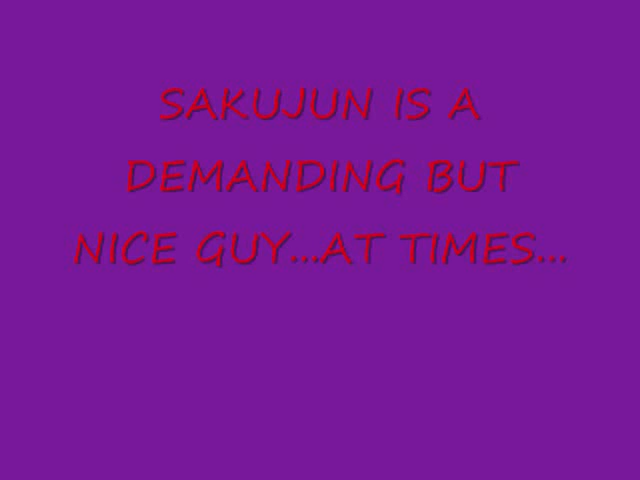 SAKUJUN IS A
DEMANDING BUT
NICE GUY...AT TIMES...